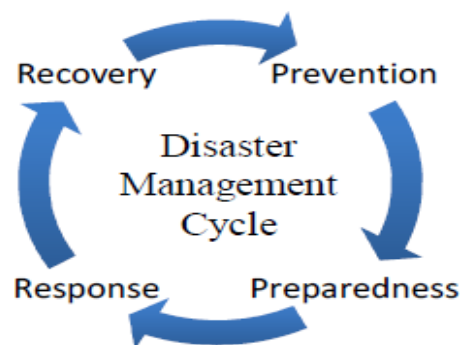 Recovery
Prevention
Disaster
Management
Cycle
Response
Preparedness